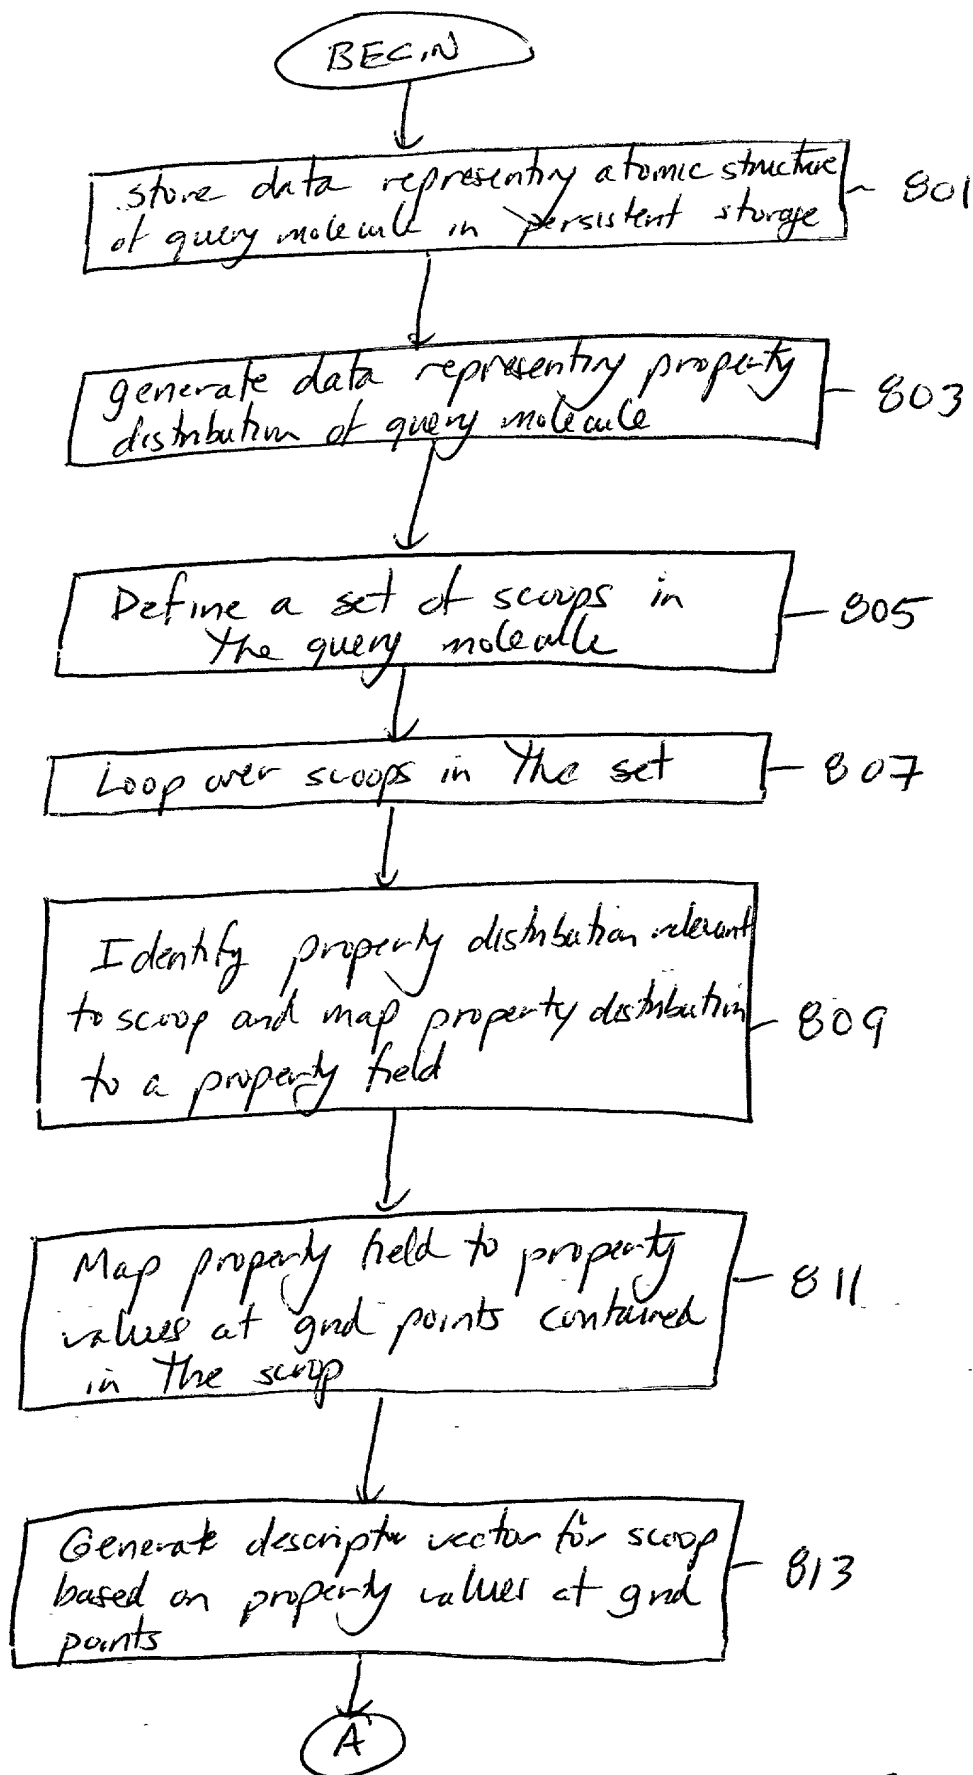 BEGIN
store data representing atomic structure
of query molecule in persistent storage
801
generate data representing property
distribution of query molecule
803
Define a set of scoops in
the query molecule
805
Loop over scoops in the set
807
Identify property distribution relevant
to scoop and map property distribution
to a property field
809
Map property field to property
values at grid points contained
in the scoop
811
Generate descriptor vector for scoop
based on property values at grid
points
813
A